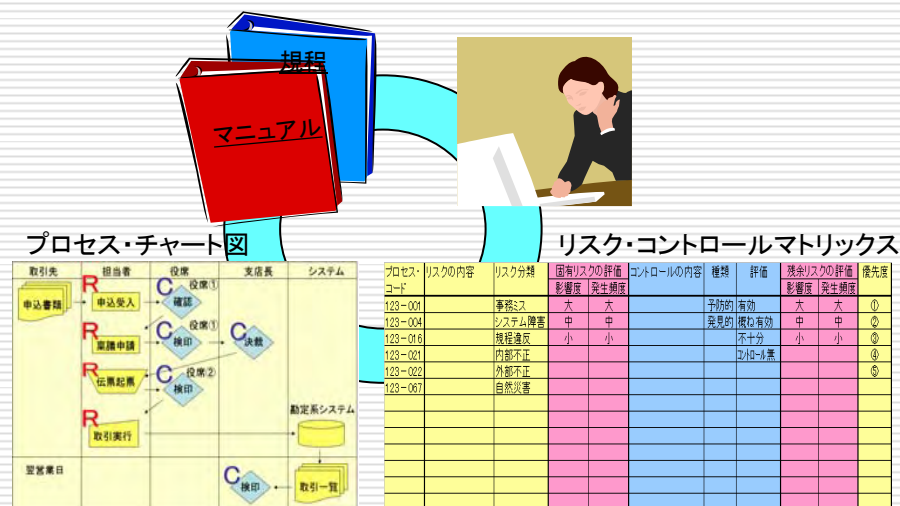 規程
マニュアル
プロセス・チャート図
リスク・コントロールマトリックス
取引先 担当者 役席 支店長 システム
申込書類
R
申込受入
C
役席①
確認
R
稟議申請
C
役席①
検印
C
決裁
R
伝票起票
C
役席②
検印
R
取引実行
勘定系システム
翌営業日
C
検印
取引一覧
プロセス・コード リスクの内容 リスク分類 固有リスクの評価 コントロールの内容 種類 評価 残余リスクの評価 優先度
影響度 発生頻度 影響度 発生頻度
123-001 事務ミス 大 大 予防的 有効 大 大 ①
123-004 システム障害 中 中 発見的 概ね有効 中 中 ②
123-016 規程違反 小 小 不十分 小 小 ③
123-021 内部不正 コントロール無 ④
123-022 外部不正 ⑤
123-067 自然災害